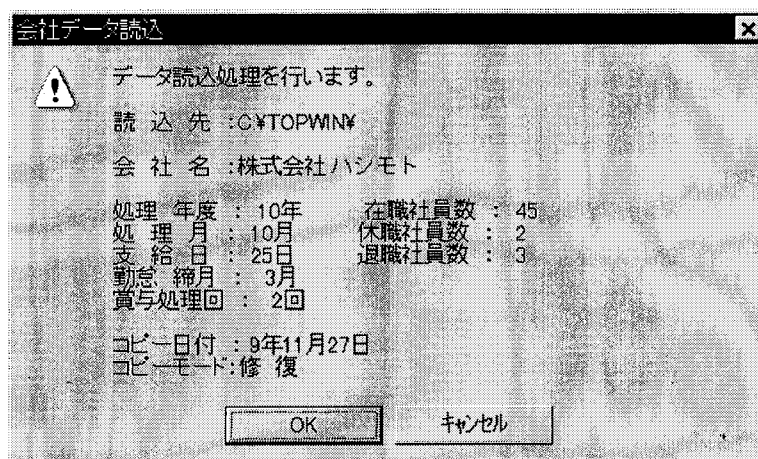 会社データ読込
データ読込処理を行います。
読 込 先 :C:¥TOPWIN¥
会 社 名 :株式会社ハシモト
処理 年度 : 10年 在職社員数 : 45
処 理 月 : 10月 休職社員数 : 2
支 給 日 : 25日 退職社員数 : 3
勤怠 締月 : 3月
賞与処理回 : 2回
コピー日付 : 9年11月27日
コピーモード:修 復
OK キャンセル